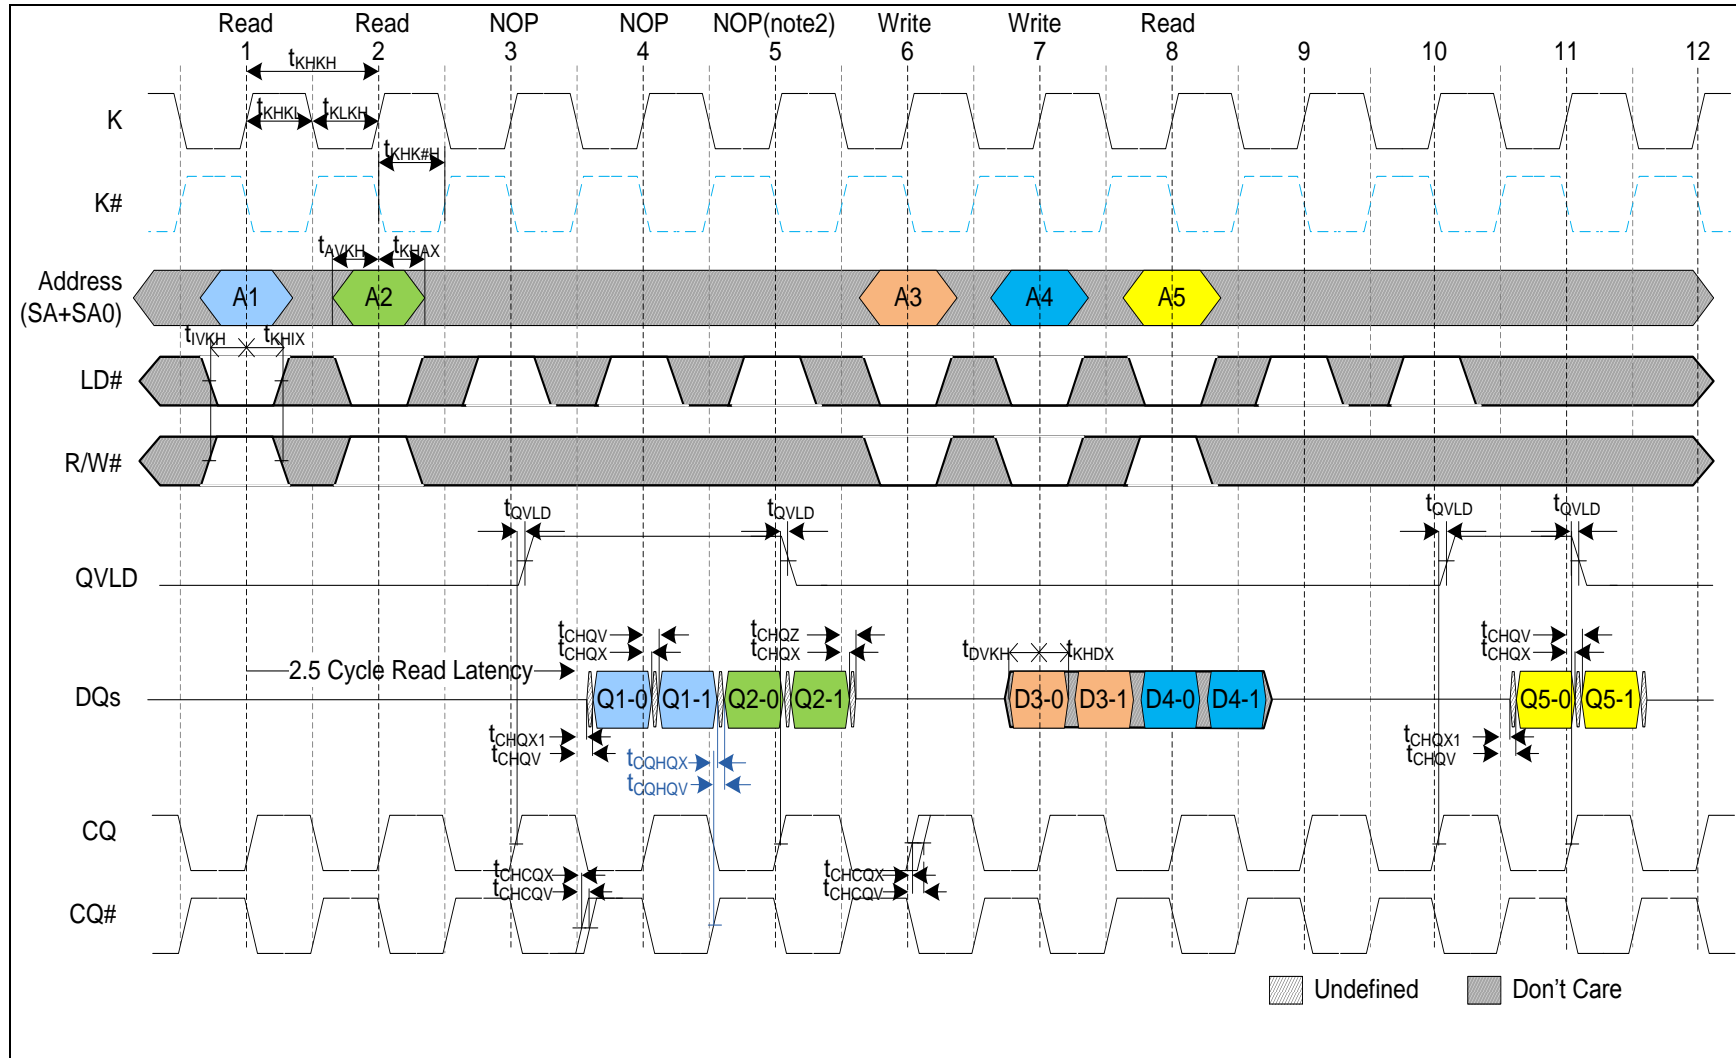 Read Read NOP NOP NOP(note2) Write Write Read
1 2 3 4 5 6 7 8 9 10 11 12
tKHKH
K
tKHKL tKLKH
tKHK#H
K#
tAVKH tKHAX
Address
(SA+SA0)
A1 A2 A3 A4 A5
tIVKH tKHIX
LD#
R/W#
tQVLD tQVLD tQVLD tQVLD
QVLD
tCHQV tCHQZ tCHQV
tCHQX tCHQX tDVKH tKHDX tCHQX
2.5 Cycle Read Latency
DQs
Q1-0 Q1-1 Q2-0 Q2-1 D3-0 D3-1 D4-0 D4-1 Q5-0 Q5-1
tCHQX1 tCHQX1
tCHQV tCHQV
tCQHQX
tCQHQV
CQ
tCHCQX tCHCQX
tCHCQV tCHCQV
CQ#
Undefined Don't Care